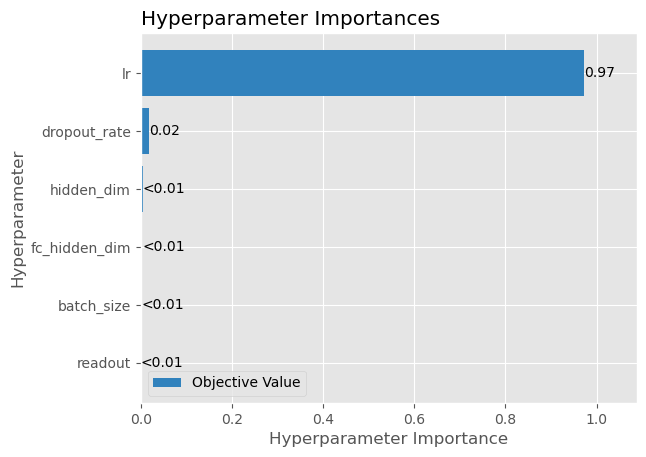 Hyperparameter Importances
Hyperparameter
lr
0.97
dropout_rate
0.02
hidden_dim
<0.01
fc_hidden_dim
<0.01
batch_size
<0.01
readout
<0.01
Objective Value
0.0 0.2 0.4 0.6 0.8 1.0
Hyperparameter Importance